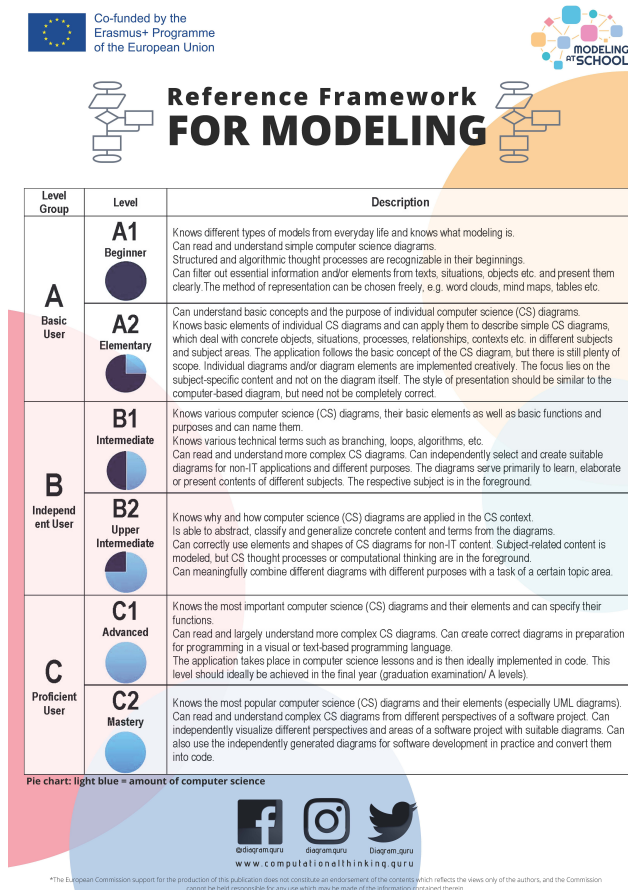 Co-funded by the
Erasmus+ Programme
of the European Union
MODELING
AT SCHOOL
Reference Framework
FOR MODELING
Level
Group
Level
Description
A
Basic
User
A1
Beginner
Knows different types of models from everyday life and knows what modeling is.
Can read and understand simple computer science diagrams.
Structured and algorithmic thought processes are recognizable in their beginnings.
Can filter out essential information and/or elements from texts, situations, objects etc. and present them
clearly.The method of representation can be chosen freely, e.g. word clouds, mind maps, tables etc.
A2
Elementary
Can understand basic concepts and the purpose of individual computer science (CS) diagrams.
Knows basic elements of individual CS diagrams and can apply them to describe simple CS diagrams,
which deal with concrete objects, situations, processes, relationships, contexts etc. in different subjects
and subject areas. The application follows the basic concept of the CS diagram, but there is still plenty of
scope. Individual diagrams and/or diagram elements are implemented creatively. The focus lies on the
subject-specific content and not on the diagram itself. The style of presentation should be similar to the
computer-based diagram, but need not be completely correct.
B
Independ
ent User
B1
Intermediate
Knows various computer science (CS) diagrams, their basic elements as well as basic functions and
purposes and can name them.
Knows various technical terms such as branching, loops, algorithms, etc.
Can read and understand more complex CS diagrams. Can independently select and create suitable
diagrams for non-IT applications and different purposes. The diagrams serve primarily to learn, elaborate
or present contents of different subjects. The respective subject is in the foreground.
B2
Upper
Intermediate
Knows why and how computer science (CS) diagrams are applied in the CS context.
Is able to abstract, classify and generalize concrete content and terms from the diagrams.
Can correctly use elements and shapes of CS diagrams for non-IT content. Subject-related content is
modeled, but CS thought processes or computational thinking are in the foreground.
Can meaningfully combine different diagrams with different purposes with a task of a certain topic area.
C
Proficient
User
C1
Advanced
Knows the most important computer science (CS) diagrams and their elements and can specify their
functions.
Can read and largely understand more complex CS diagrams. Can create correct diagrams in preparation
for programming in a visual or text-based programming language.
The application takes place in computer science lessons and is then ideally implemented in code. This
level should ideally be achieved in the final year (graduation examination/ A levels).
C2
Mastery
Knows the most popular computer science (CS) diagrams and their elements (especially UML diagrams).
Can read and understand complex CS diagrams from different perspectives of a software project. Can
independently visualize different perspectives and areas of a software project with suitable diagrams. Can
also use the independently generated diagrams for software development in practice and convert them
into code.
Pie chart: light blue = amount of computer science
@diagram.guru
diagram.guru
Diagram_guru
www.computationalthinking.guru
*The European Commission support for the production of this publication does not constitute an endorsement of the contents which reflects the views only of the authors, and the Commission
cannot be held responsible for any use which may be made of the information contained therein.